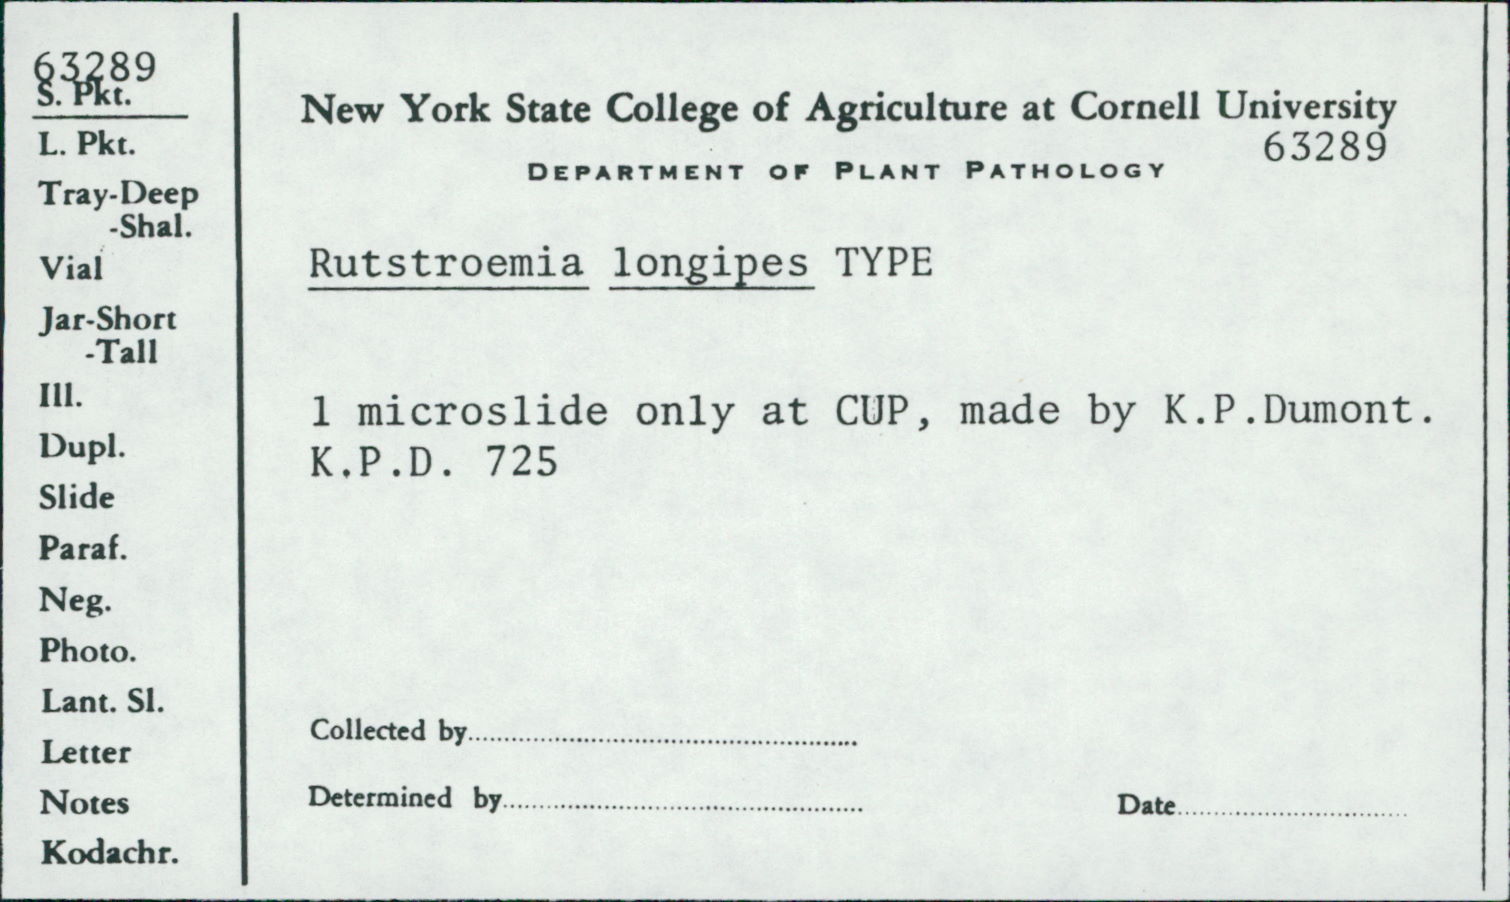 63289
S. Pkt.
L. Pkt.
Tray-Deep
-Shal.
Vial
Jar-Short
-Tall
Ill.
Dupl.
Slide
Paraf.
Neg.
Photo.
Lant. Sl.
Letter
Notes
Kodachr.
New York State College of Agriculture at Cornell University
63289
DEPARTMENT OF PLANT PATHOLOGY
Rutstroemia longipes TYPE
1 microslide only at CUP, made by K.P.Dumont.
K.P.D. 725
Collected by
Determined by
Date